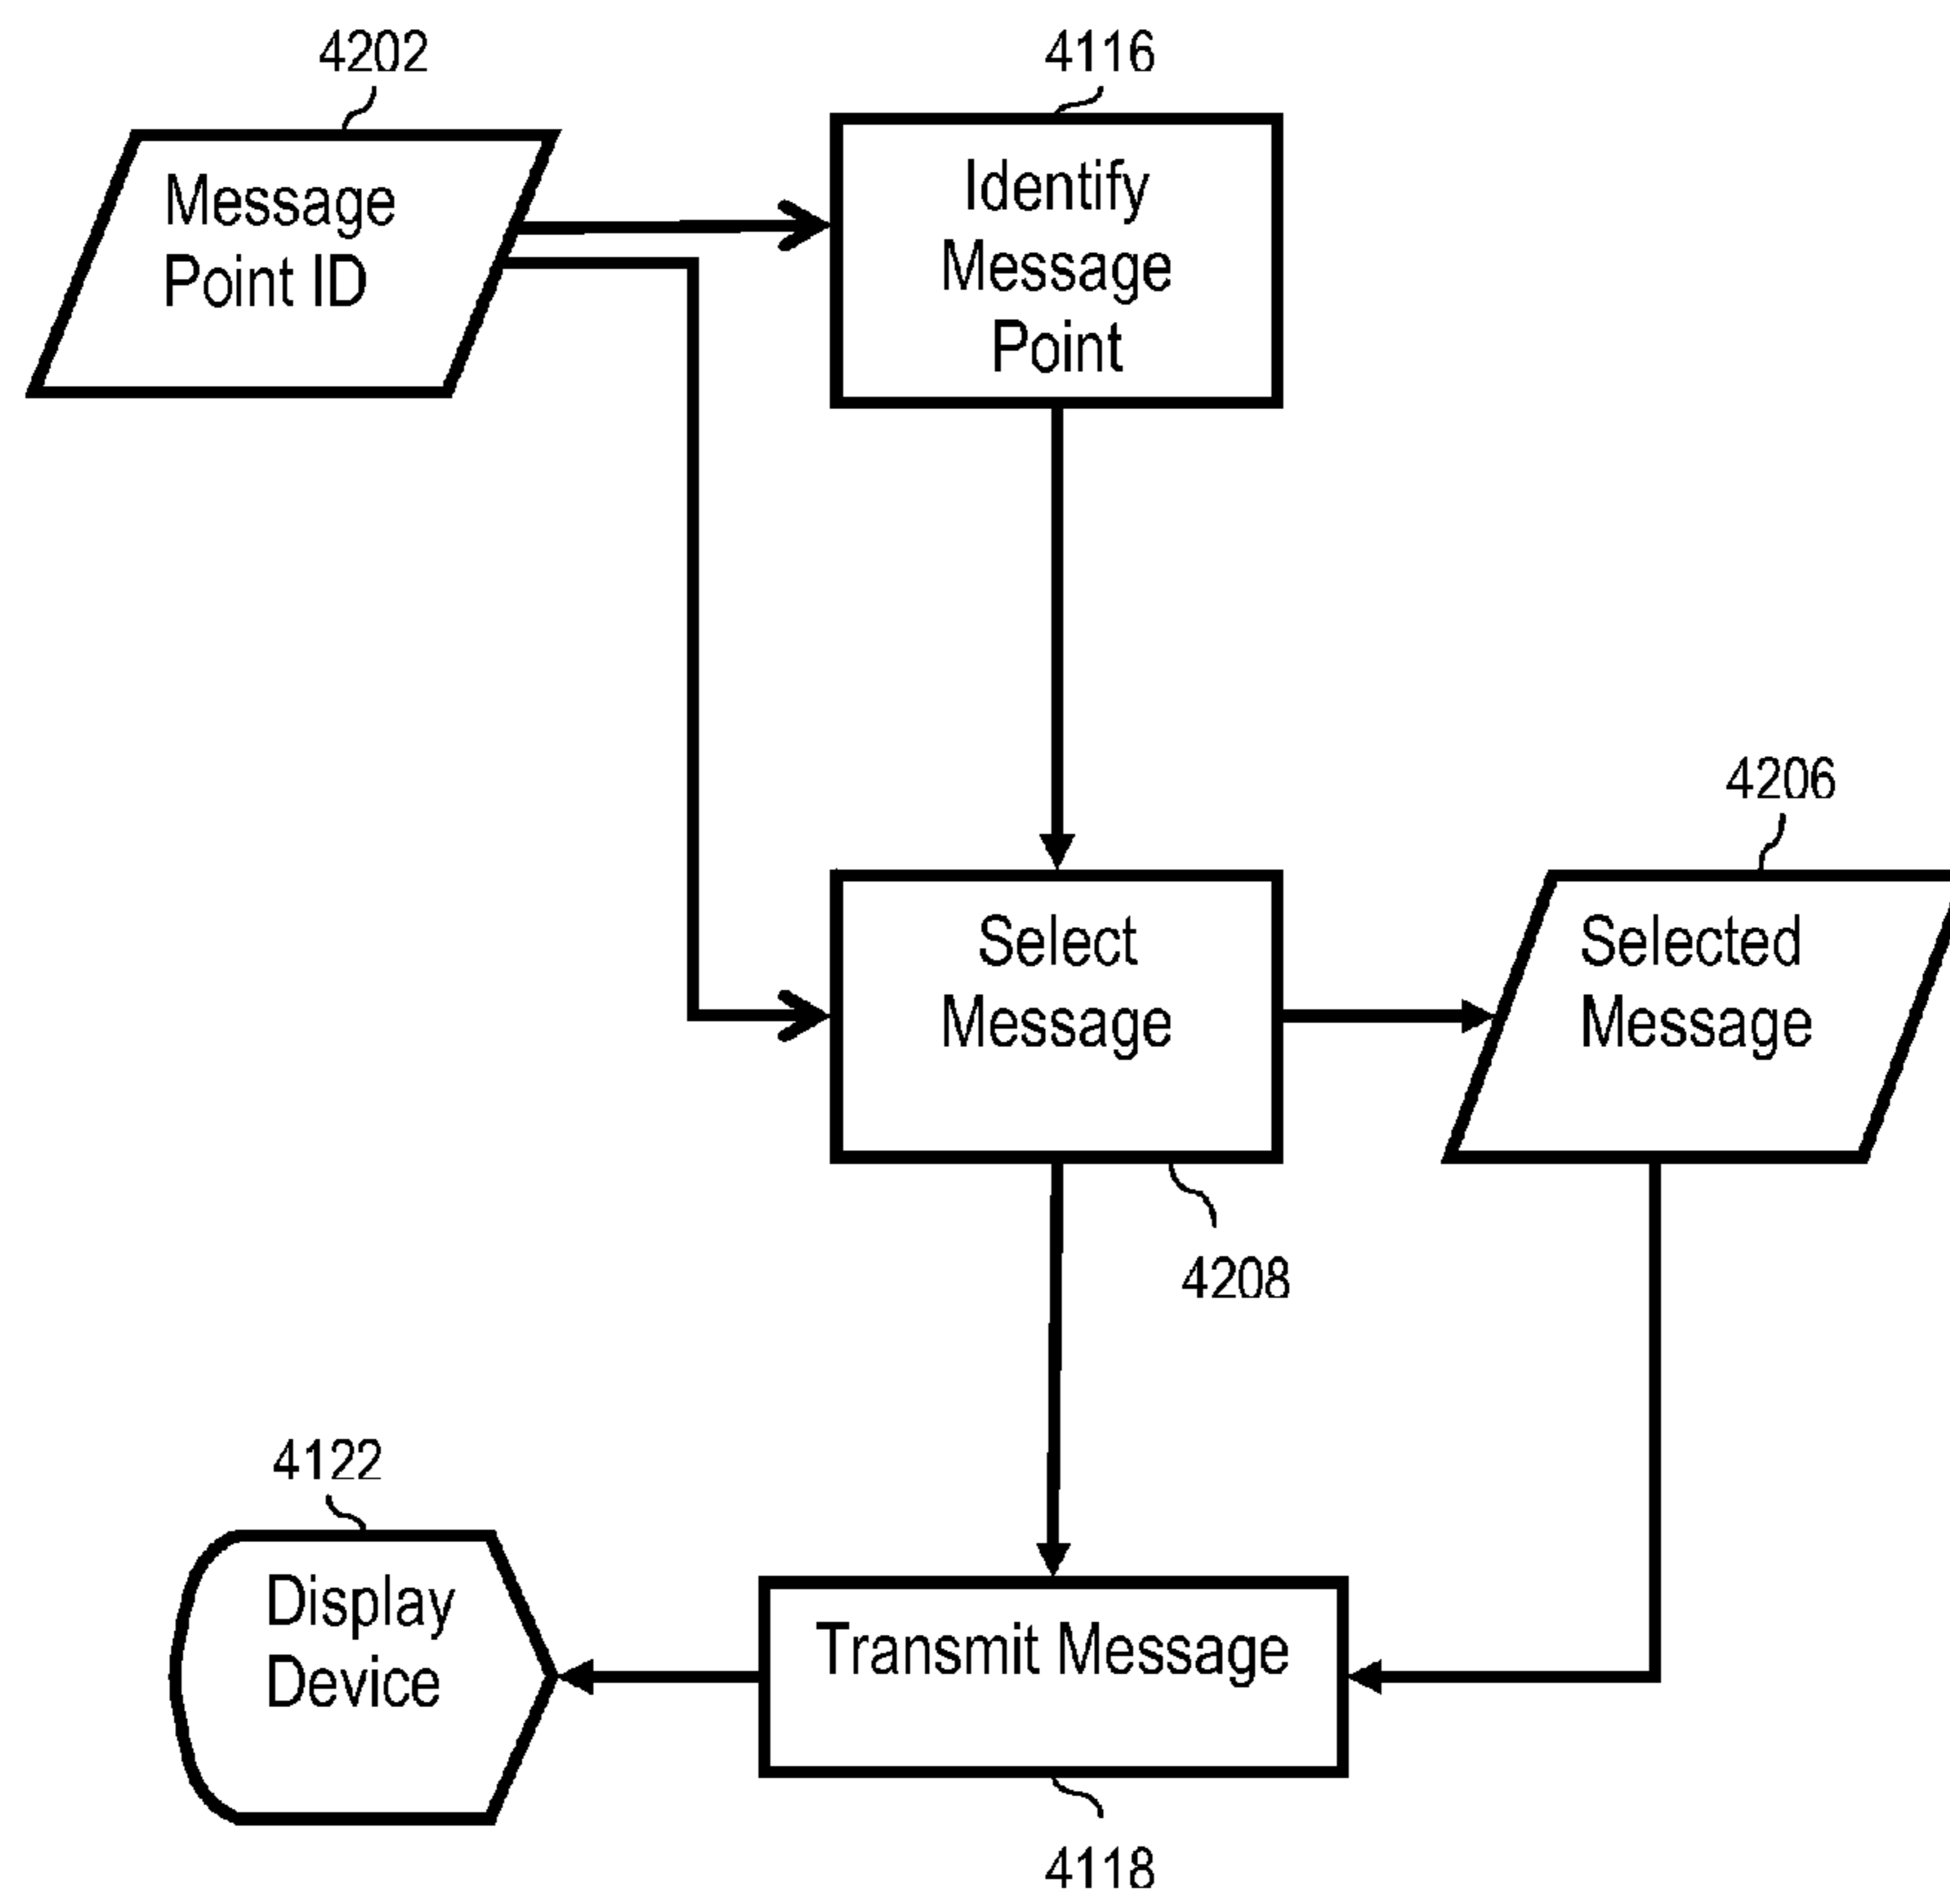 4202
4116
Message
Point ID
Identify
Message
Point
4206
Select
Message
Selected
Message
4208
4122
Display
Device
Transmit Message
4118